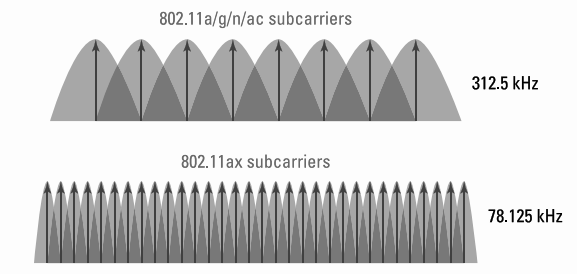 802.11a/g/n/ac subcarriers
312.5 kHz
802.11ax subcarriers
78.125 kHz